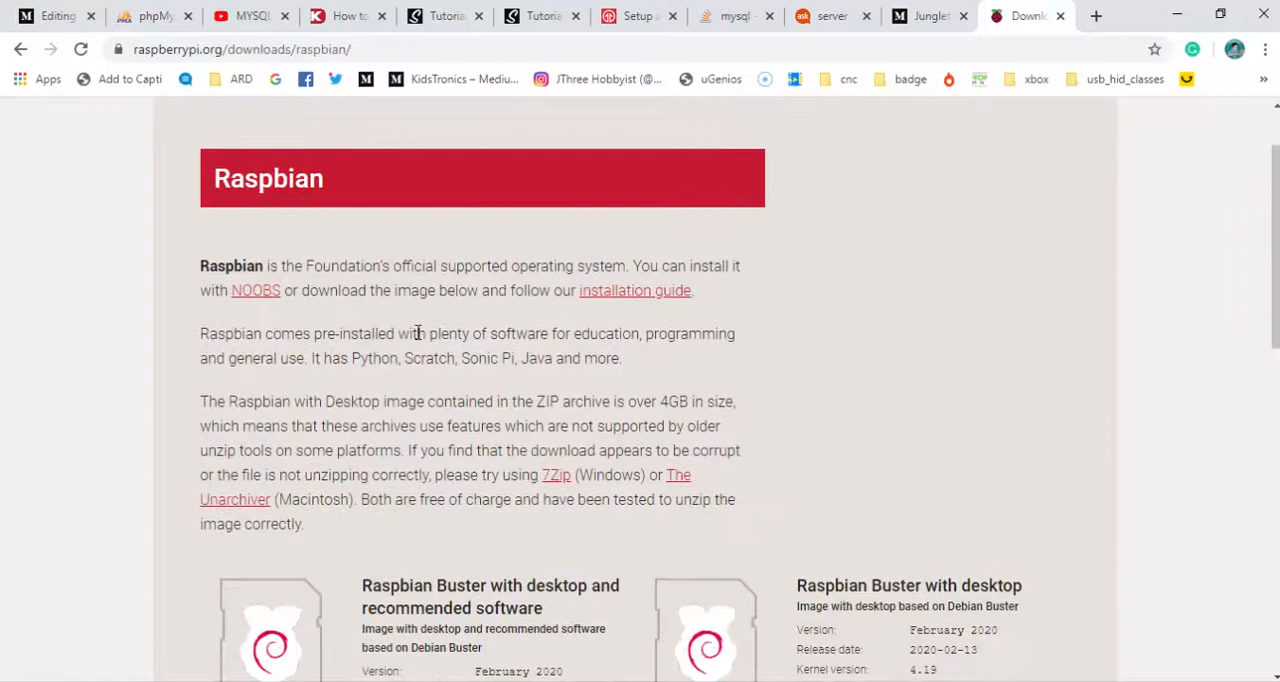 Editing
phpMy
MYSQL
How to
Tutoria
Tutoria
Setup a
mysql -
ask
server
Jungle
Downl
raspberrypi.org/downloads/raspbian/
Apps
Add to Capti
ARD
KidsTronics – Mediu...
JThree Hobbyist (@...
uGenios
cnc
badge
xbox
usb_hid_classes
»
Raspbian
Raspbian is the Foundation's official supported operating system. You can install it
with NOOBS or download the image below and follow our installation guide.
Raspbian comes pre-installed with plenty of software for education, programming
and general use. It has Python, Scratch, Sonic Pi, Java and more.
The Raspbian with Desktop image contained in the ZIP archive is over 4GB in size,
which means that these archives use features which are not supported by older
unzip tools on some platforms. If you find that the download appears to be corrupt
or the file is not unzipping correctly, please try using 7Zip (Windows) or The
Unarchiver (Macintosh). Both are free of charge and have been tested to unzip the
image correctly.
Raspbian Buster with desktop and
recommended software
Image with desktop and recommended software
based on Debian Buster
Version: February 2020
Raspbian Buster with desktop
Image with desktop based on Debian Buster
Version: February 2020
Release date: 2020-02-13
Kernel version: 4.19